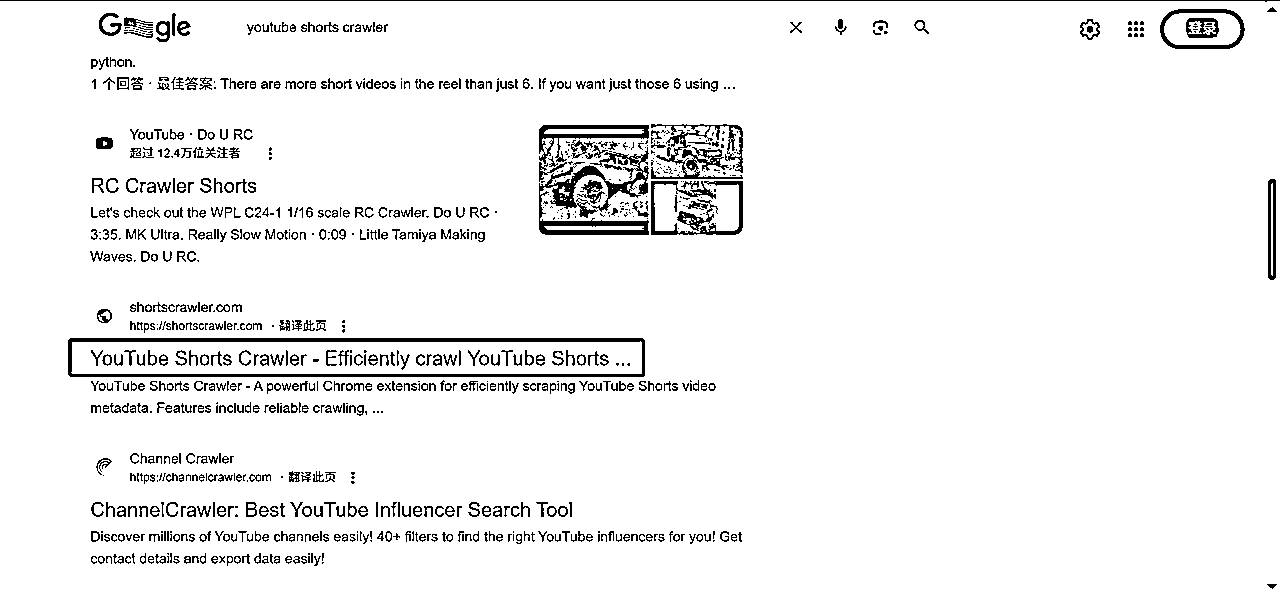 Google
youtube shorts crawler
登录
python.
1 个回答 · 最佳答案: There are more short videos in the reel than just 6. If you want just those 6 using ...
YouTube · Do U RC
超过 12.4万位关注者
RC Crawler Shorts
Let's check out the WPL C24-1 1/16 scale RC Crawler. Do U RC ·
3:35. MK Ultra. Really Slow Motion · 0:09 · Little Tamiya Making
Waves. Do U RC.
shortscrawler.com
https://shortscrawler.com · 翻译此页
YouTube Shorts Crawler - Efficiently crawl YouTube Shorts ...
YouTube Shorts Crawler - A powerful Chrome extension for efficiently scraping YouTube Shorts video
metadata. Features include reliable crawling, ...
Channel Crawler
https://channelcrawler.com · 翻译此页
ChannelCrawler: Best YouTube Influencer Search Tool
Discover millions of YouTube channels easily! 40+ filters to find the right YouTube influencers for you! Get
contact details and export data easily!